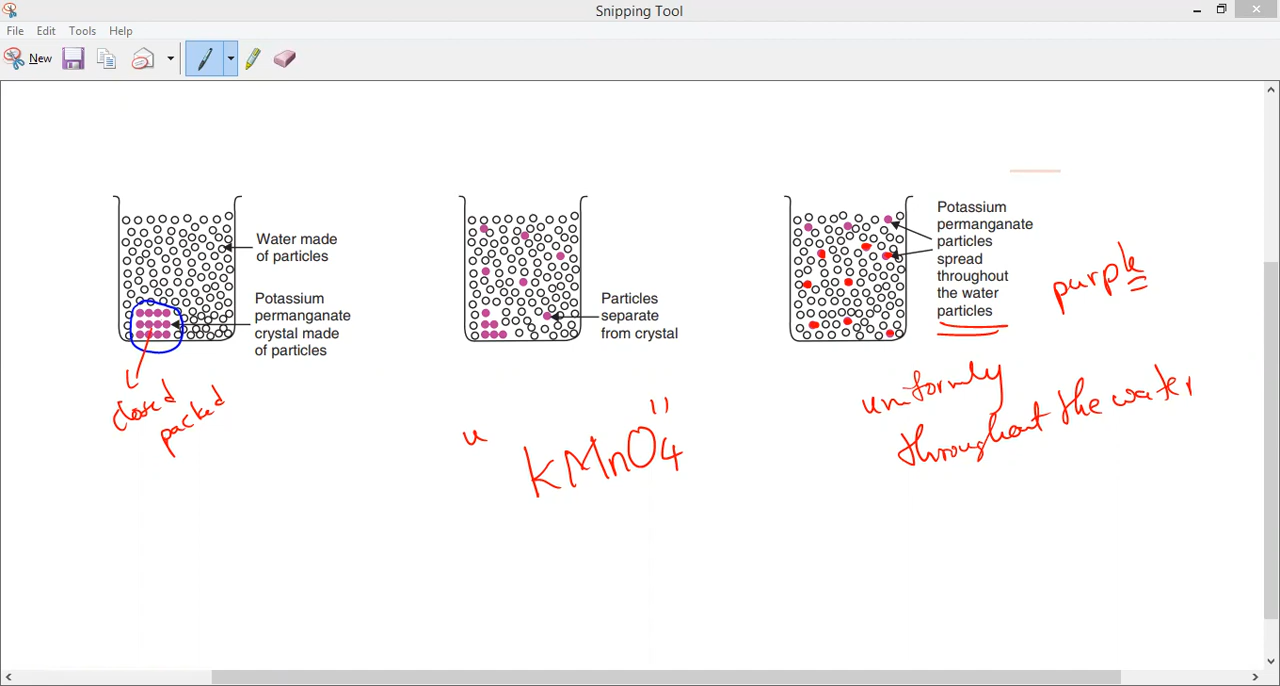 Snipping Tool
File Edit Tools Help
New
Water made
of particles
Potassium
permanganate
crystal made
of particles
closed
packed
Particles
separate
from crystal
" KMnO4 "
Potassium
permanganate
particles
spread
throughout
the water
particles
purple
uniformly
throughout the water